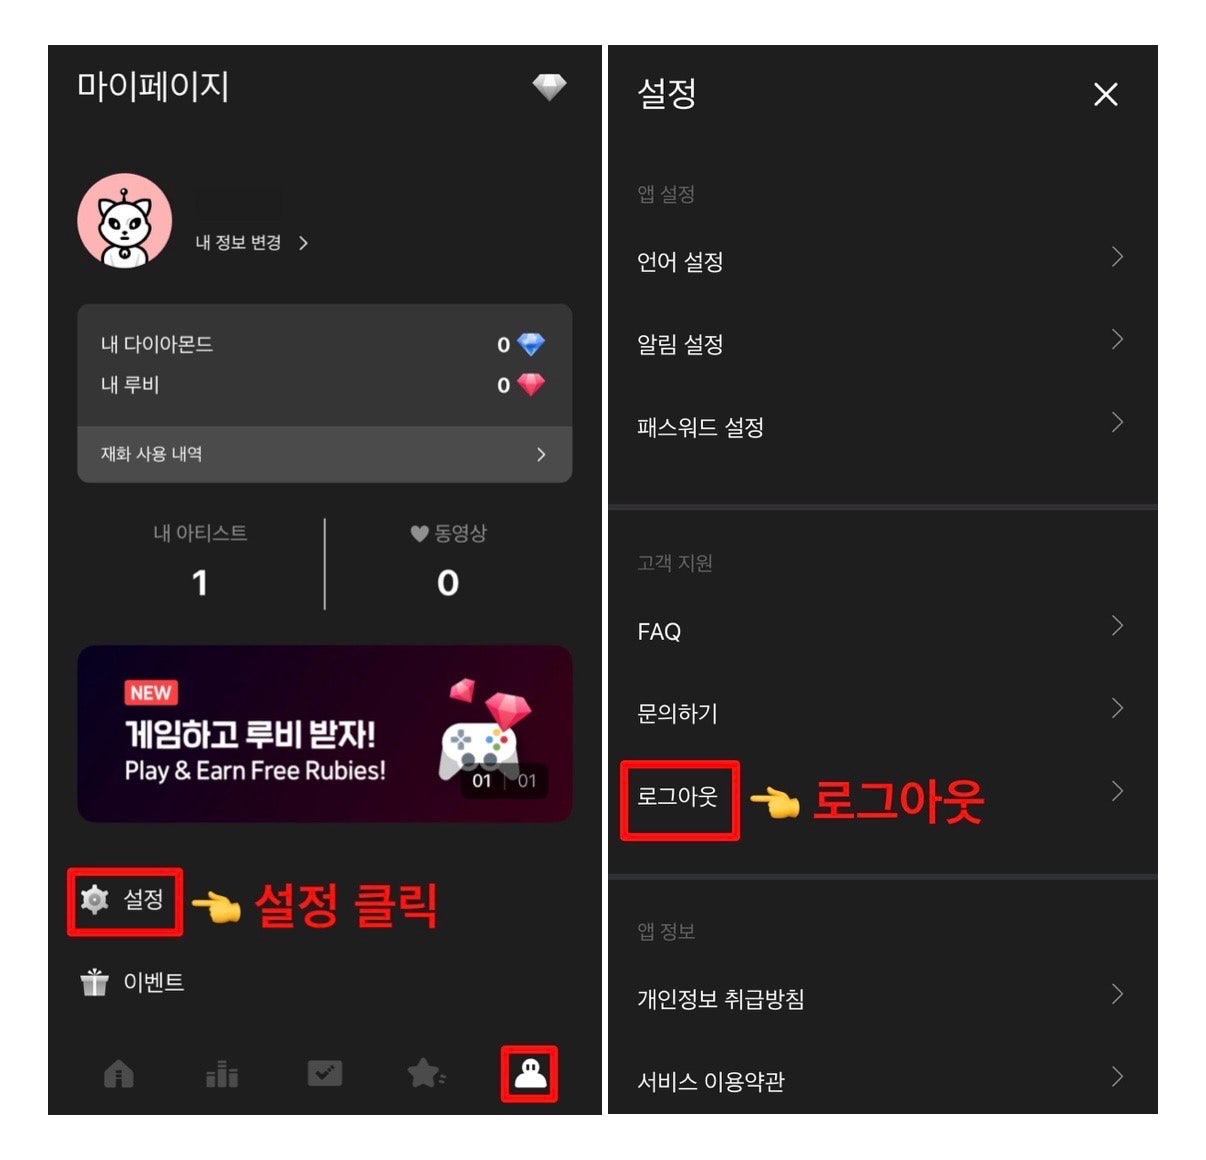 마이페이지
내 정보 변경
내 다이아몬드 0
내 루비 0
재화 사용 내역
내 아티스트
1
동영상
0
NEW
게임하고 루비 받자!
Play & Earn Free Rubies!
01 01
설정
설정 클릭
이벤트
설정
앱 설정
언어 설정
알림 설정
패스워드 설정
고객 지원
FAQ
문의하기
로그아웃
로그아웃
앱 정보
개인정보 취급방침
서비스 이용약관